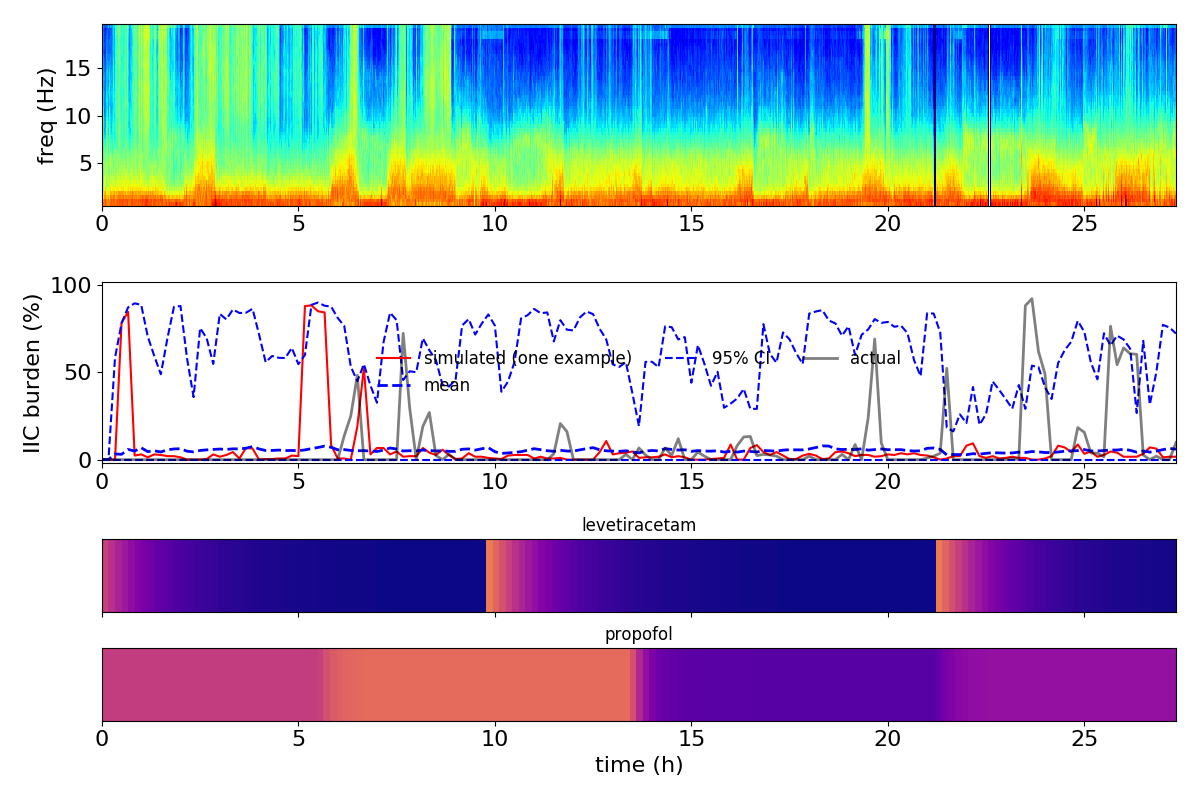 freq (Hz)
15
10
5
0 5 10 15 20 25
IIC burden (%)
100
50
0
simulated (one example) 95% CI actual
mean
0 5 10 15 20 25
levetiracetam
propofol
0 5 10 15 20 25
time (h)